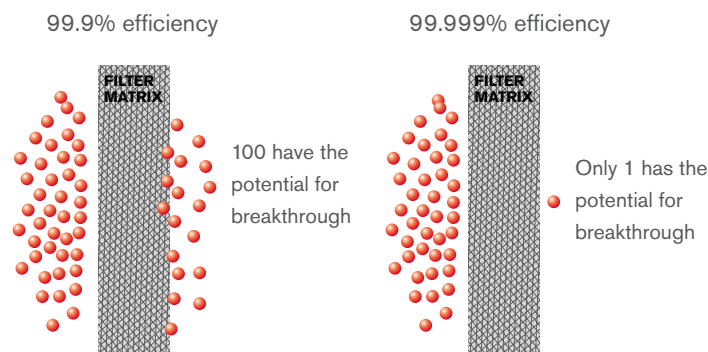 99.9% efficiency
FILTER
MATRIX
100 have the
potential for
breakthrough
99.999% efficiency
FILTER
MATRIX
Only 1 has the
potential for
breakthrough